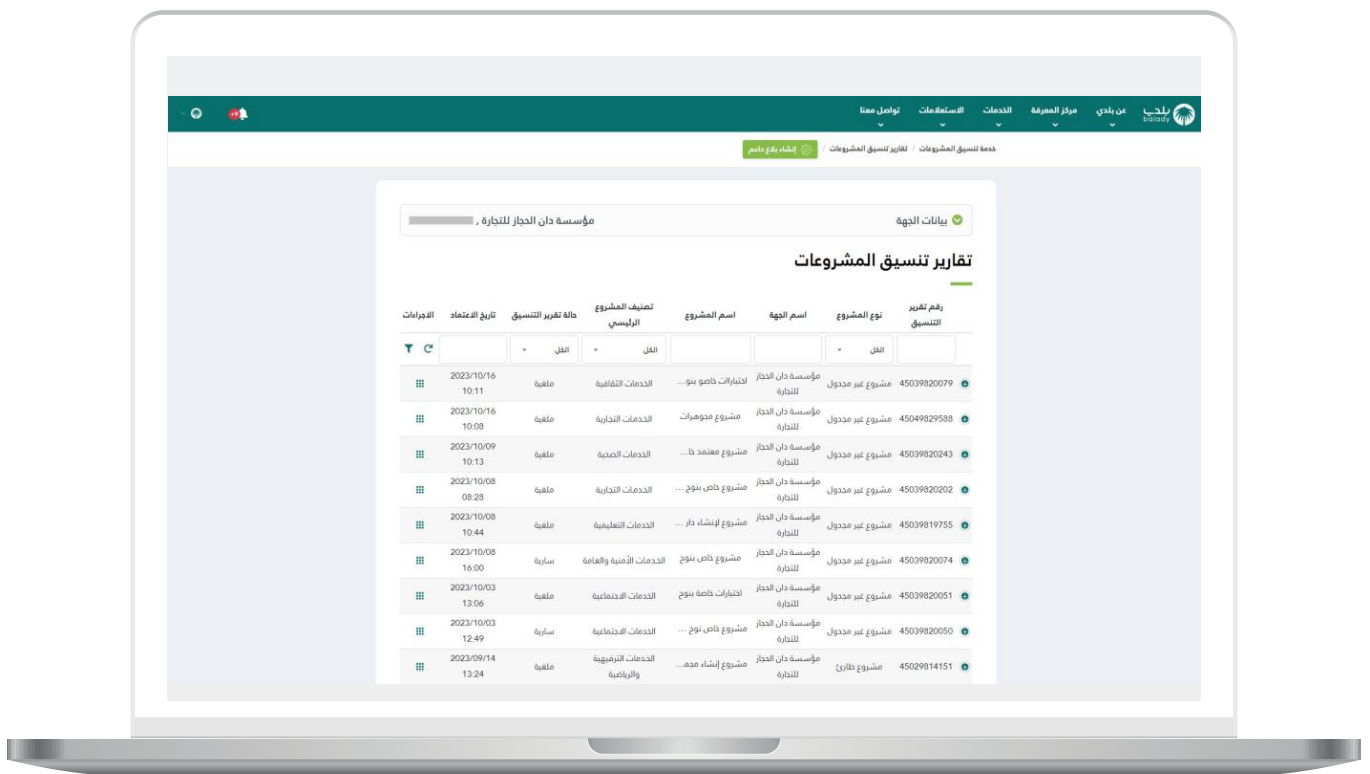 بلدي
balady
عن بلدي
مركز المعرفة
الخدمات
الاستعلامات
تواصل معنا
خدمة تنسيق المشروعات / تقارير تنسيق المشروعات / إنشاء بلاغ داعم
بيانات الجهة
مؤسسة دان الحجاز للتجارة ,
تقارير تنسيق المشروعات
رقم تقرير التنسيق نوع المشروع اسم الجهة اسم المشروع تصنيف المشروع الرئيسي حالة تقرير التنسيق تاريخ الاعتماد الاجراءات
الكل الكل الكل
45039820079 مشروع غير مجدول مؤسسة دان الحجاز للتجارة اختباراات خاصو بنو... الخدمات الثقافية ملغية 2023/10/16 10:11
45049829588 مشروع غير مجدول مؤسسة دان الحجاز للتجارة مشروع مجوهرات الخدمات التجارية ملغية 2023/10/16 10:08
45039820243 مشروع غير مجدول مؤسسة دان الحجاز للتجارة مشروع معتمد خا... الخدمات الصحية ملغية 2023/10/09 10:13
45039820202 مشروع غير مجدول مؤسسة دان الحجاز للتجارة مشروع خاص بنوح ... الخدمات التجارية ملغية 2023/10/08 08:28
45039819755 مشروع غير مجدول مؤسسة دان الحجاز للتجارة مشروع لإنشاء دار ... الخدمات التعليمية ملغية 2023/10/08 10:44
45039820074 مشروع غير مجدول مؤسسة دان الحجاز للتجارة مشروع خاص بنوح الخدمات الأمنية والعامة سارية 2023/10/08 16:00
45039820051 مشروع غير مجدول مؤسسة دان الحجاز للتجارة اختبارات خاصة بنوح الخدمات الاجتماعية ملغية 2023/10/03 13:06
45039820050 مشروع غير مجدول مؤسسة دان الحجاز للتجارة مشروع خاص نوح ... الخدمات الاجتماعية سارية 2023/10/03 12:49
45029814151 مشروع طارئ مؤسسة دان الحجاز للتجارة مشروع إنشاء مجم... الخدمات الترفيهية والرياضية ملغية 2023/09/14 13:24